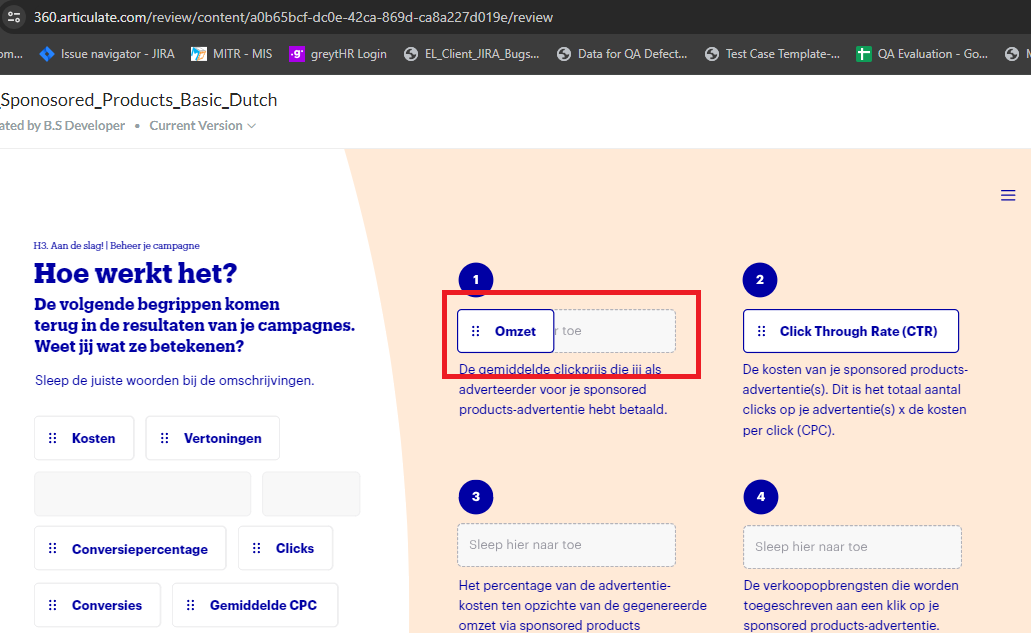 360.articulate.com/review/content/a0b65bcf-dc0e-42ca-869d-ca8a227d019e/review
om... Issue navigator - JIRA MITR - MIS greytHR Login EL_Client_JIRA_Bugs... Data for QA Defect... Test Case Template-... QA Evaluation - Go... M
_Sponosored_Products_Basic_Dutch
ated by B.S Developer • Current Version
H3. Aan de slag! | Beheer je campagne
Hoe werkt het?
De volgende begrippen komen
terug in de resultaten van je campagnes.
Weet jij wat ze betekenen?
Sleep de juiste woorden bij de omschrijvingen.
Kosten
Vertoningen
Conversiepercentage
Clicks
Conversies
Gemiddelde CPC
1
Omzet
r toe
De gemiddelde clickprijs die jij als
adverteerder voor je sponsored
products-advertentie hebt betaald.
2
Click Through Rate (CTR)
De kosten van je sponsored products-
advertentie(s). Dit is het totaal aantal
clicks op je advertentie(s) x de kosten
per click (CPC).
3
Sleep hier naar toe
Het percentage van de advertentie-
kosten ten opzichte van de gegenereerde
omzet via sponsored products
4
Sleep hier naar toe
De verkoopopbrengsten die worden
toegeschreven aan een klik op je
sponsored products-advertentie.